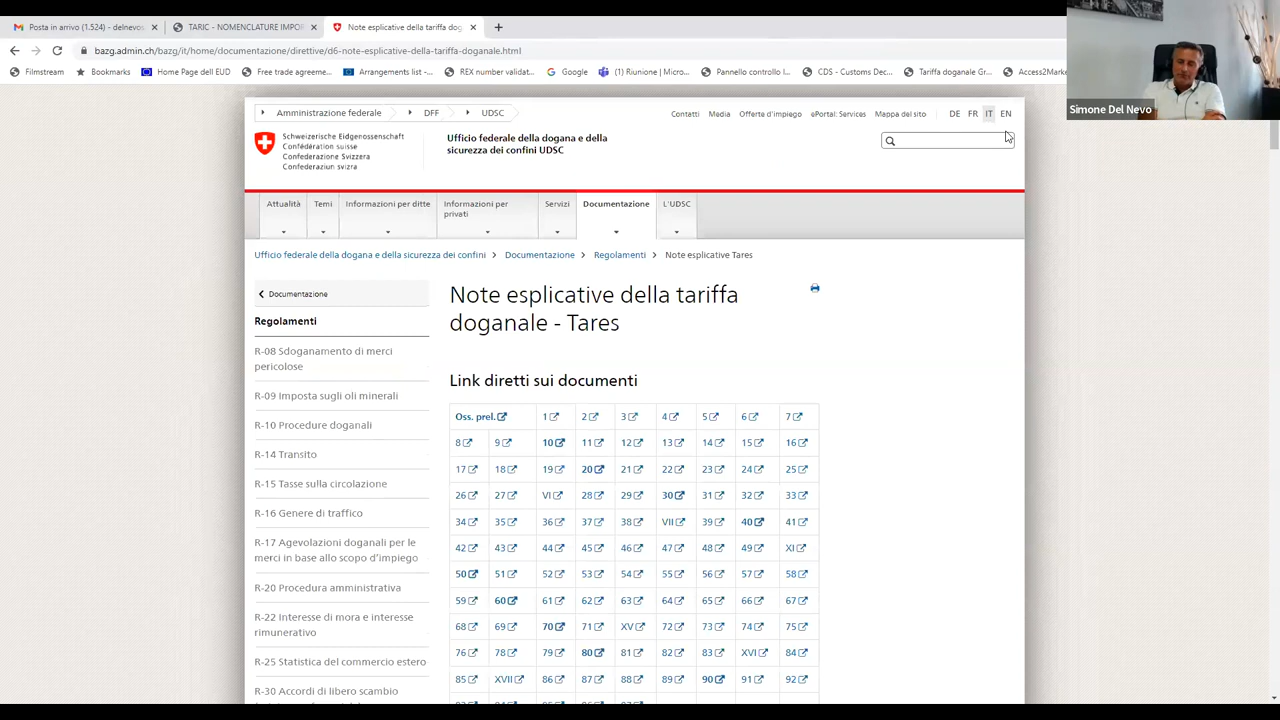 Posta in arrivo (1.524) - delnevos
TARIC - NOMENCLATURE IMPOR
Note esplicative della tariffa dog
bazg.admin.ch/bazg/it/home/documentazione/direttive/d6-note-esplicative-della-tariffa-doganale.html
Filmstream
Bookmarks
Home Page dell EUD
Free trade agreeme...
Arrangements list -...
REX number validat...
Google
(1) Riunione | Micro...
Pannello controllo I...
CDS - Customs Dec...
Tariffa doganale Gr...
Access2Market
Simone Del Nevo
Amministrazione federale
DFF
UDSC
Contatti
Media
Offerte d'impiego
ePortal: Services
Mappa del sito
DE FR IT EN
Schweizerische Eidgenossenschaft
Confédération suisse
Confederazione Svizzera
Confederaziun svizra
Ufficio federale della dogana e della
sicurezza dei confini UDSC
Attualità
Temi
Informazioni per ditte
Informazioni per
privati
Servizi
Documentazione
L'UDSC
Ufficio federale della dogana e della sicurezza dei confini
Documentazione
Regolamenti
Note esplicative Tares
Documentazione
Regolamenti
R-08 Sdoganamento di merci
pericolose
R-09 Imposta sugli oli minerali
R-10 Procedure doganali
R-14 Transito
R-15 Tasse sulla circolazione
R-16 Genere di traffico
R-17 Agevolazioni doganali per le
merci in base allo scopo d'impiego
R-20 Procedura amministrativa
R-22 Interesse di mora e interesse
rimunerativo
R-25 Statistica del commercio estero
R-30 Accordi di libero scambio
Note esplicative della tariffa
doganale - Tares
Link diretti sui documenti
Oss. prel. 1 2 3 4 5 6 7
8 9 10 11 12 13 14 15 16
17 18 19 20 21 22 23 24 25
26 27 VI 28 29 30 31 32 33
34 35 36 37 38 VII 39 40 41
42 43 44 45 46 47 48 49 XI
50 51 52 53 54 55 56 57 58
59 60 61 62 63 64 65 66 67
68 69 70 71 XV 72 73 74 75
76 78 79 80 81 82 83 XVI 84
85 XVII 86 87 88 89 90 91 92